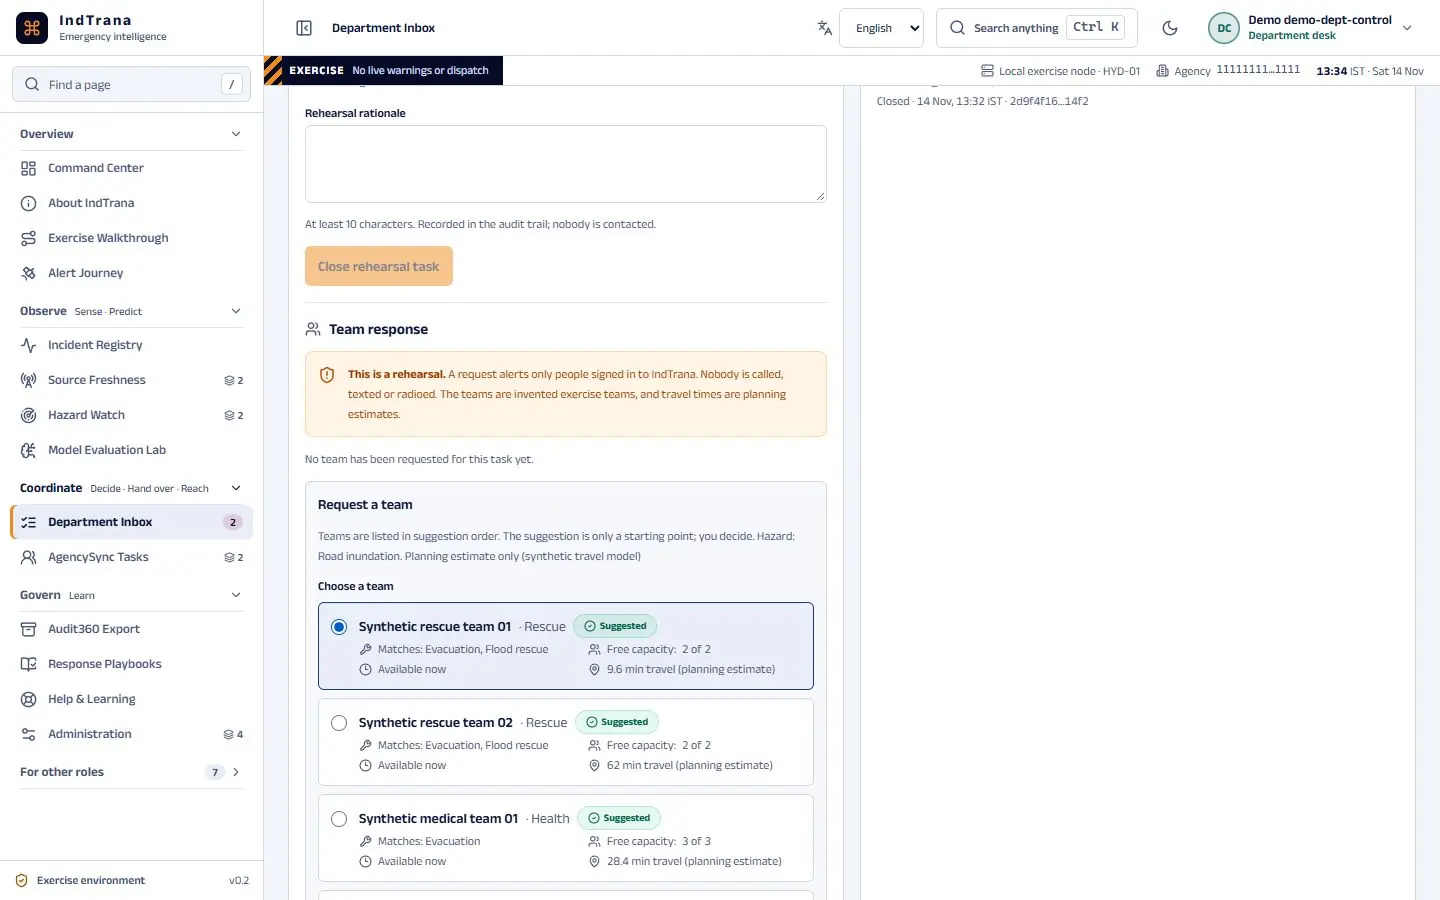 IndTrana
Emergency intelligence
Department Inbox
English
Search anything Ctrl K
DC
Demo demo-dept-control
Department desk
EXERCISE No live warnings or dispatch
Local exercise node · HYD-01
Agency 11111111…1111
13:34 IST · Sat 14 Nov
Find a page /
Overview
Command Center
About IndTrana
Exercise Walkthrough
Alert Journey
Observe Sense · Predict
Incident Registry
Source Freshness 2
Hazard Watch 2
Model Evaluation Lab
Coordinate Decide · Hand over · Reach
Department Inbox 2
AgencySync Tasks 2
Govern Learn
Audit360 Export
Response Playbooks
Help & Learning
Administration 4
For other roles 7
Exercise environment v0.2
Rehearsal rationale
At least 10 characters. Recorded in the audit trail; nobody is contacted.
Close rehearsal task
Team response
This is a rehearsal. A request alerts only people signed in to IndTrana. Nobody is called,
texted or radioed. The teams are invented exercise teams, and travel times are planning
estimates.
No team has been requested for this task yet.
Request a team
Teams are listed in suggestion order. The suggestion is only a starting point; you decide. Hazard:
Road inundation. Planning estimate only (synthetic travel model)
Choose a team
Synthetic rescue team 01 · Rescue Suggested
Matches: Evacuation, Flood rescue Free capacity: 2 of 2
Available now 9.6 min travel (planning estimate)
Synthetic rescue team 02 · Rescue Suggested
Matches: Evacuation, Flood rescue Free capacity: 2 of 2
Available now 62 min travel (planning estimate)
Synthetic medical team 01 · Health Suggested
Matches: Evacuation Free capacity: 3 of 3
Available now 28.4 min travel (planning estimate)
Closed · 14 Nov, 13:32 IST · 2d9f4f16…14f2